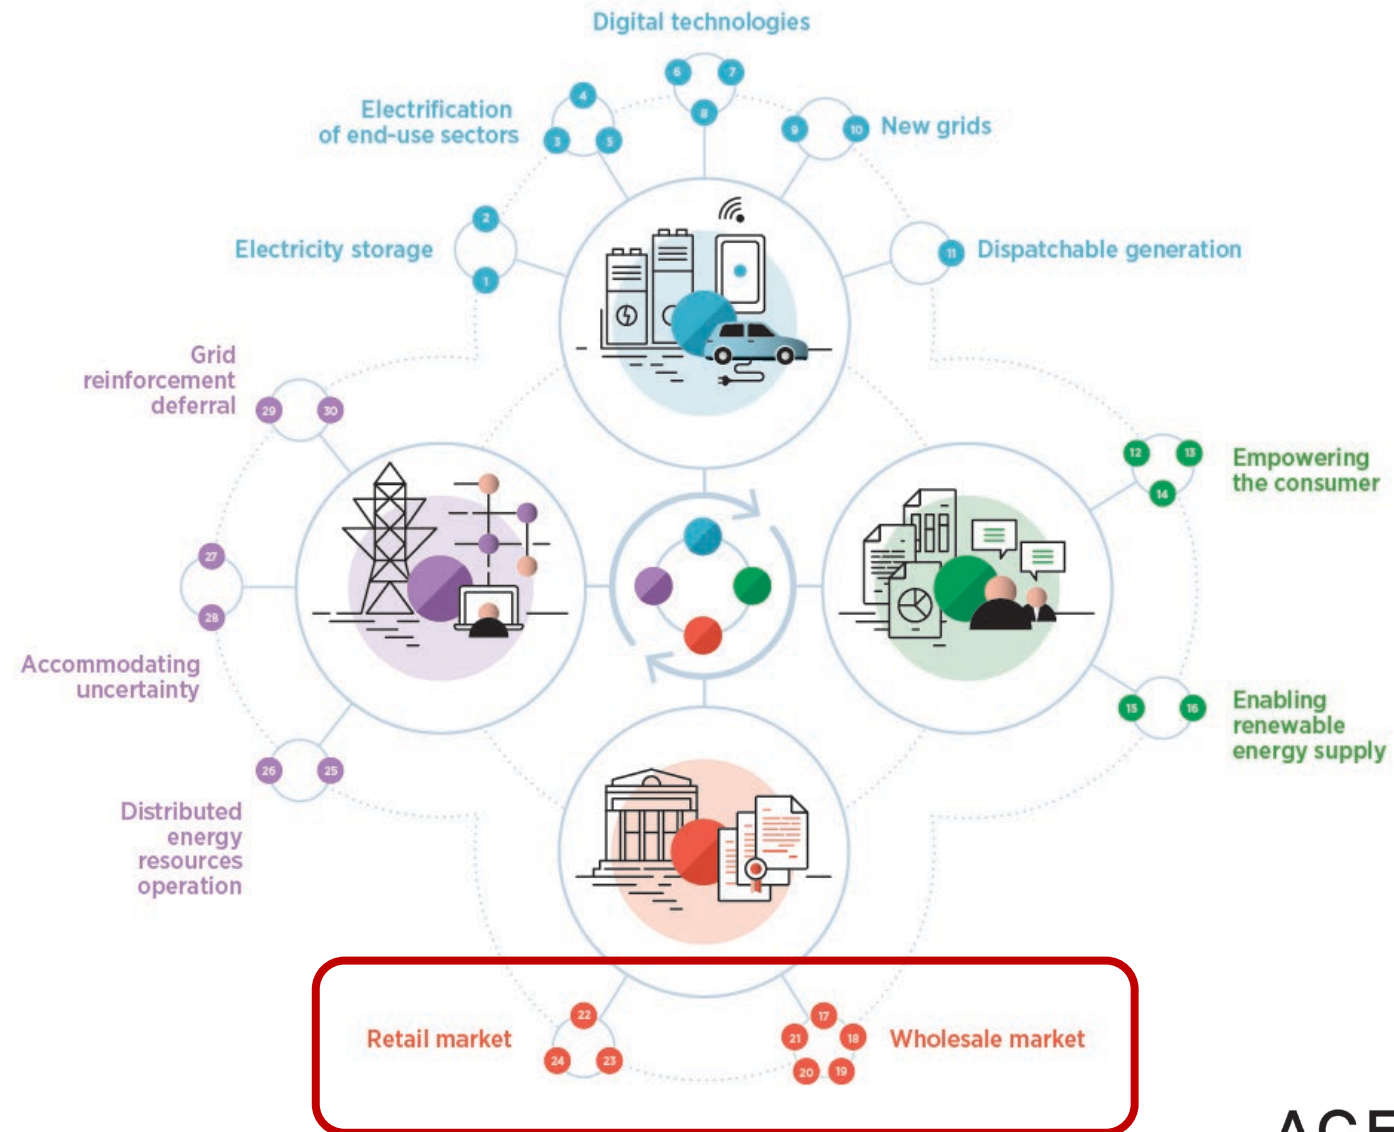 Digital technologies
6
7
8
4
3
5
Electrification
of end-use sectors
9
10
New grids
2
1
Electricity storage
11
Dispatchable generation
Grid
reinforcement
deferral
29
30
12
13
14
Empowering
the consumer
27
28
Accommodating
uncertainty
15
16
Enabling
renewable
energy supply
26
25
Distributed
energy
resources
operation
Retail market
22
24
23
17
21
18
20
19
Wholesale market